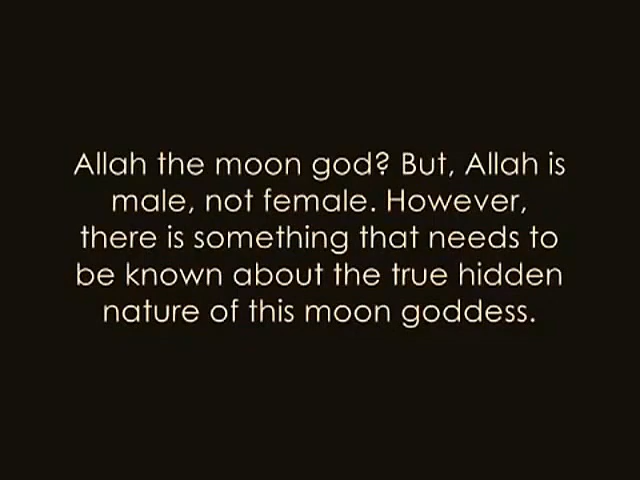 Allah the moon god? But, Allah is
male, not female. However,
there is something that needs to
be known about the true hidden
nature of this moon goddess.